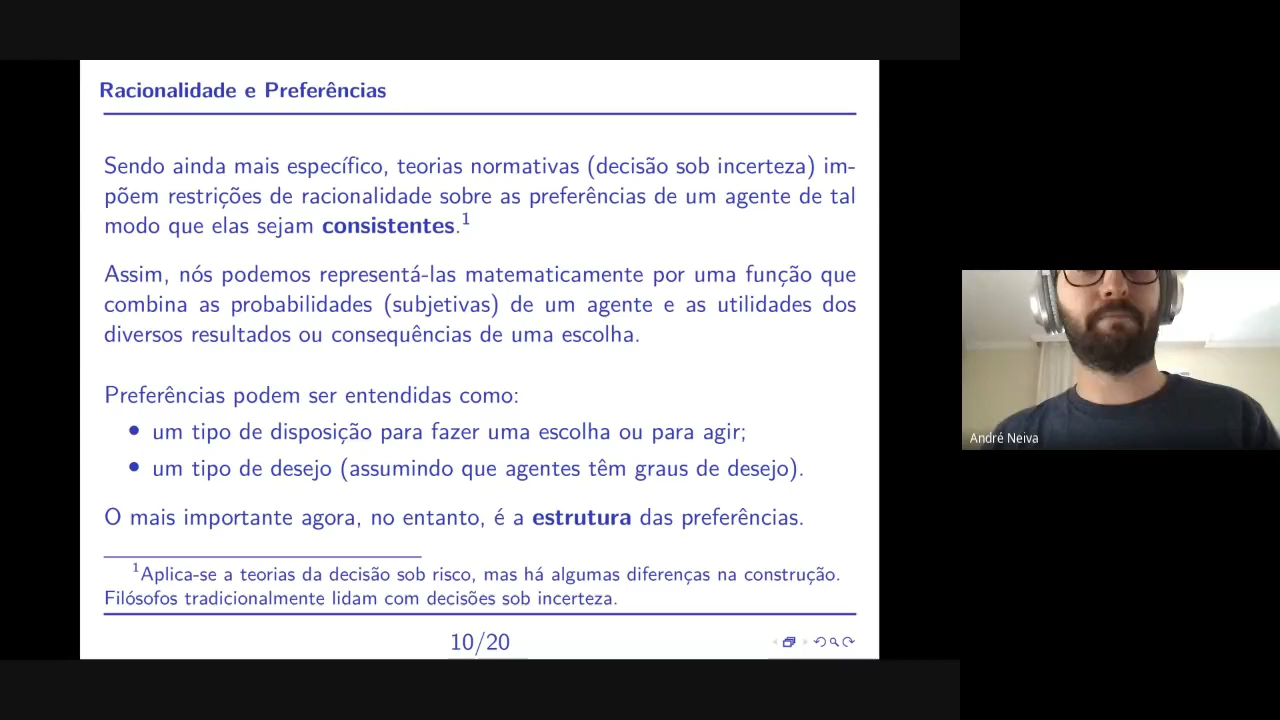 Racionalidade e Preferências
Sendo ainda mais específico, teorias normativas (decisão sob incerteza) im-
põem restrições de racionalidade sobre as preferências de um agente de tal
modo que elas sejam consistentes.1
Assim, nós podemos representá-las matematicamente por uma função que
combina as probabilidades (subjetivas) de um agente e as utilidades dos
diversos resultados ou consequências de uma escolha.
Preferências podem ser entendidas como:
• um tipo de disposição para fazer uma escolha ou para agir;
• um tipo de desejo (assumindo que agentes têm graus de desejo).
O mais importante agora, no entanto, é a estrutura das preferências.
1Aplica-se a teorias da decisão sob risco, mas há algumas diferenças na construção.
Filósofos tradicionalmente lidam com decisões sob incerteza.
10/20
André Neiva